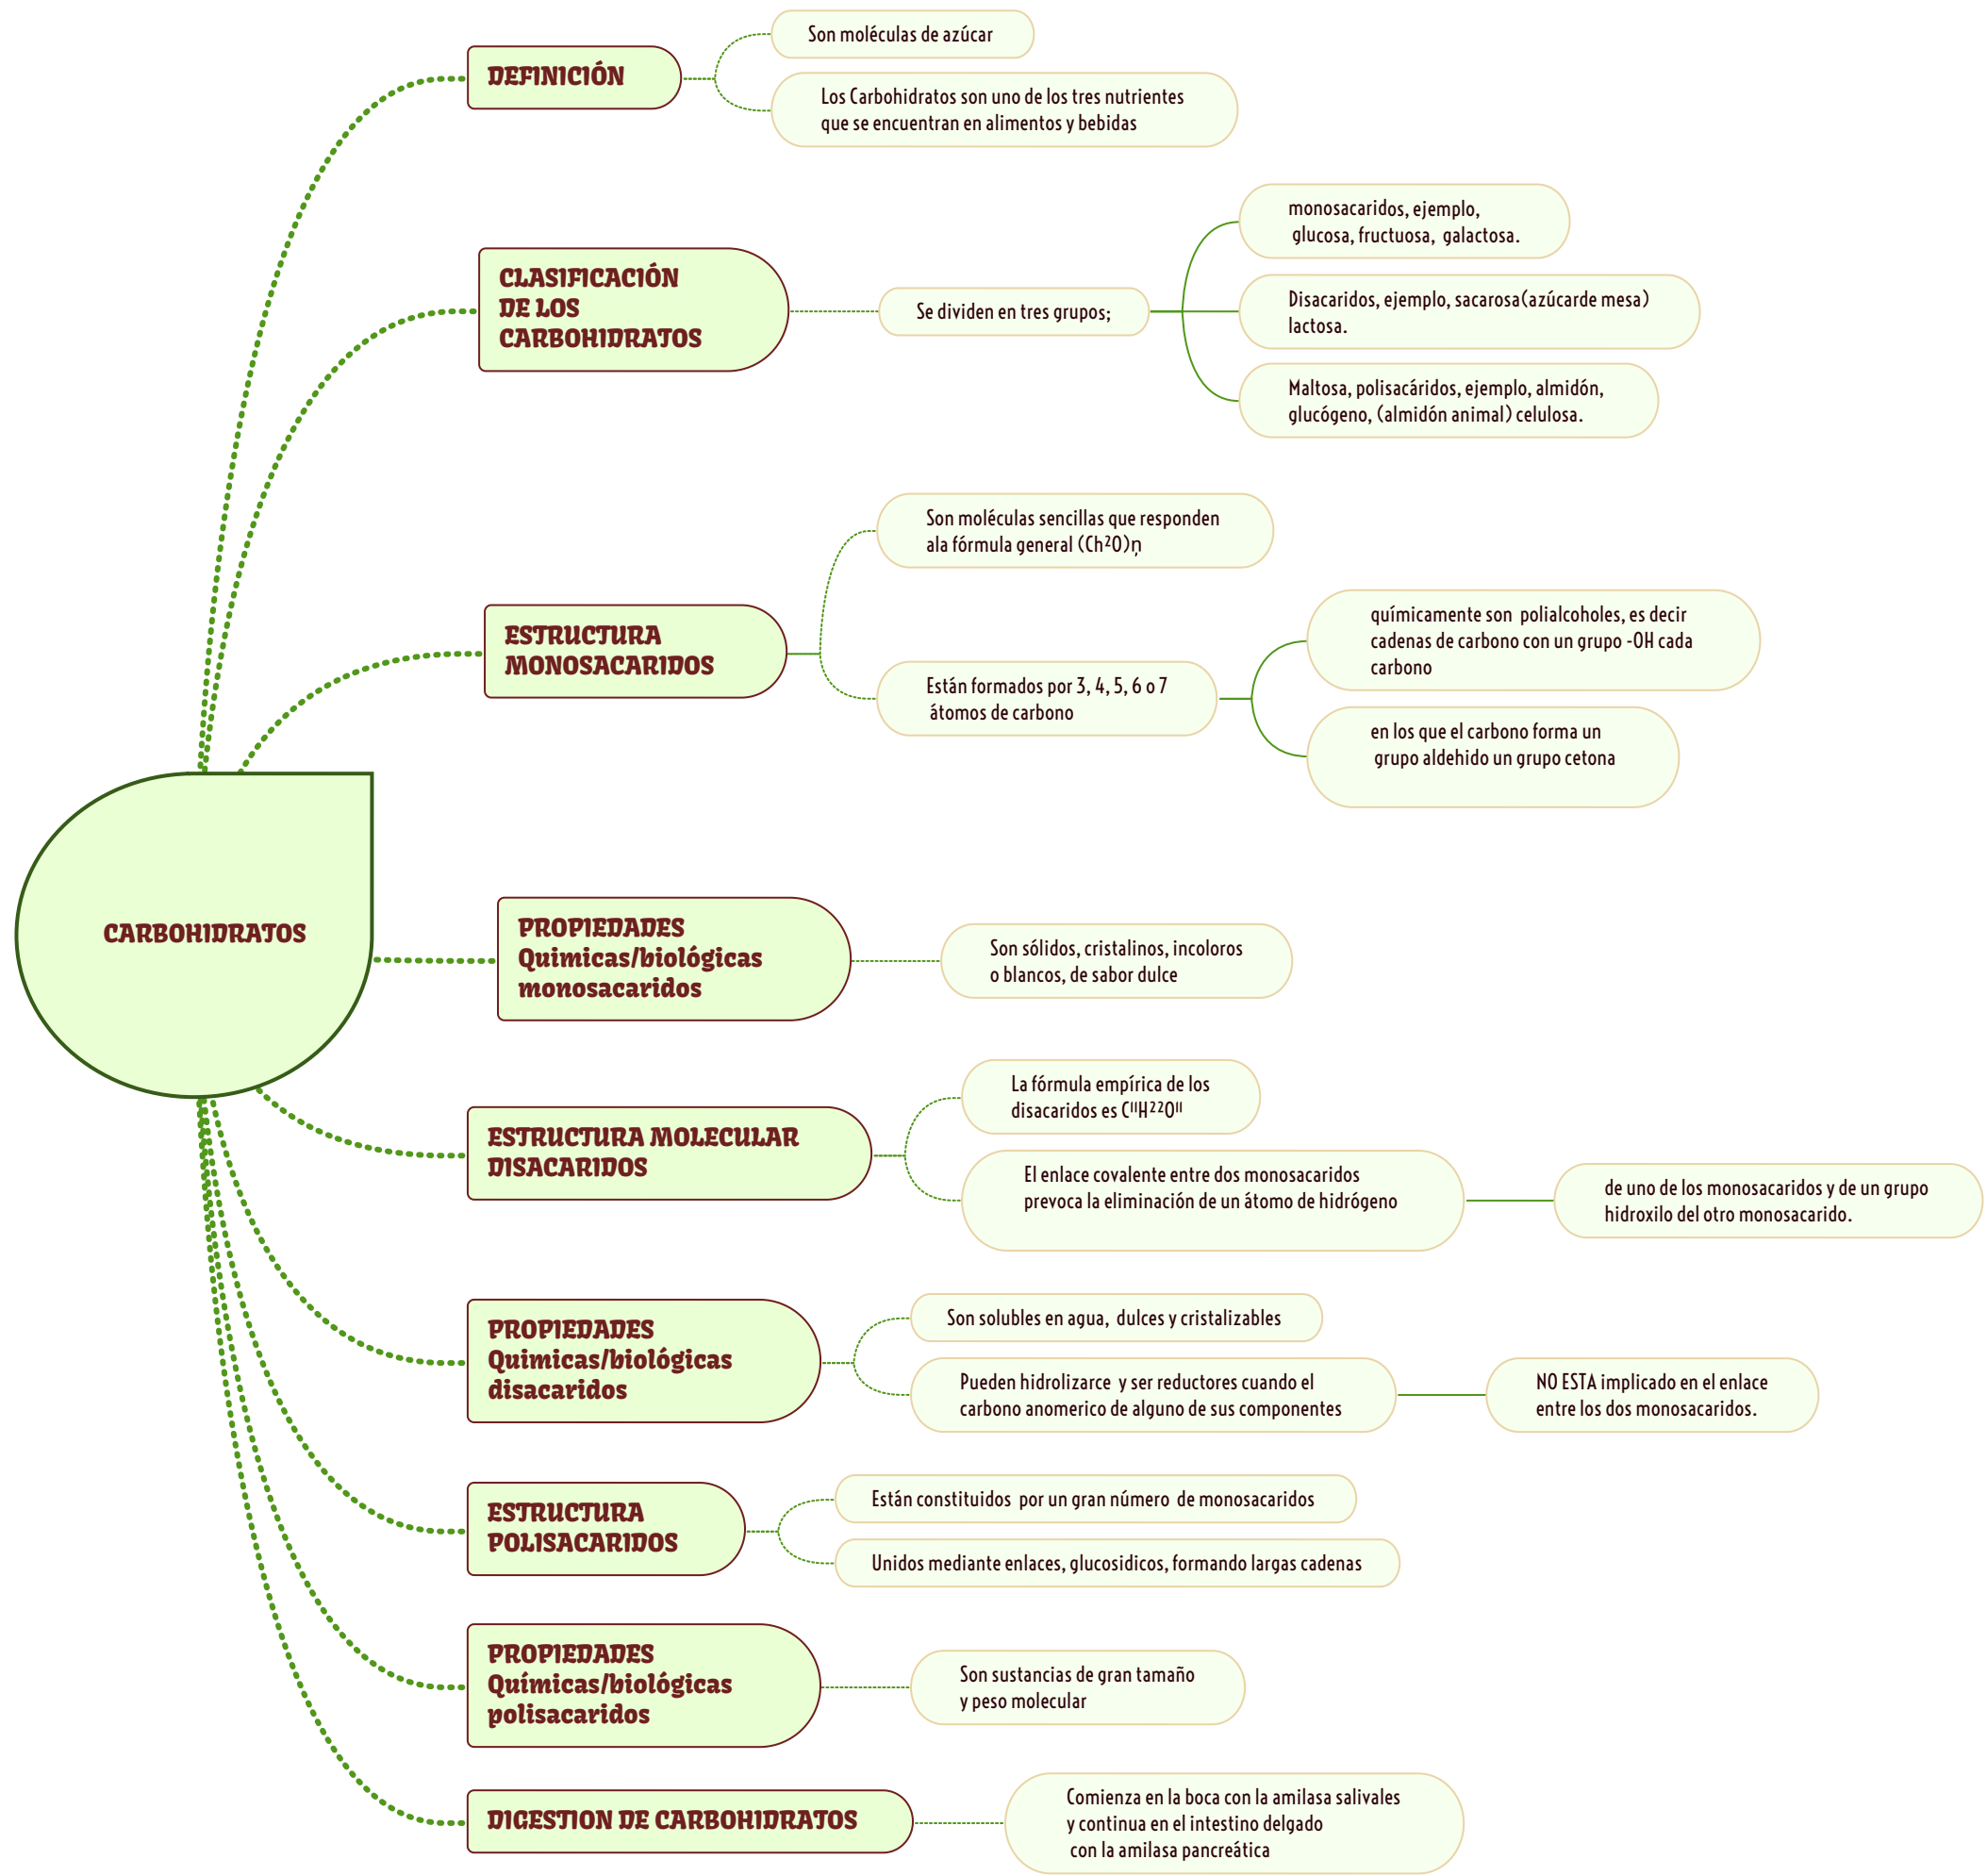 DEFINICIÓN
Son moléculas de azúcar
Los Carbohidratos son uno de los tres nutrientes
que se encuentran en alimentos y bebidas
CLASIFICACIÓN
DE LOS
CARBOHIDRATOS
Se dividen en tres grupos;
monosacaridos, ejemplo,
glucosa, fructuosa, galactosa.
Disacaridos, ejemplo, sacarosa(azúcarde mesa)
lactosa.
Maltosa, polisacáridos, ejemplo, almidón,
glucógeno, (almidón animal) celulosa.
ESTRUCTURA
MONOSACARIDOS
Son moléculas sencillas que responden
ala fórmula general (Ch²O)ņ
Están formados por 3, 4, 5, 6 o 7
átomos de carbono
químicamente son polialcoholes, es decir
cadenas de carbono con un grupo -OH cada
carbono
en los que el carbono forma un
grupo aldehido un grupo cetona
CARBOHIDRATOS
PROPIEDADES
Quimicas/biológicas
monosacaridos
Son sólidos, cristalinos, incoloros
o blancos, de sabor dulce
ESTRUCTURA MOLECULAR
DISACARIDOS
La fórmula empírica de los
disacaridos es C¹¹H²²O¹¹
El enlace covalente entre dos monosacaridos
prevoca la eliminación de un átomo de hidrógeno
de uno de los monosacaridos y de un grupo
hidroxilo del otro monosacarido.
PROPIEDADES
Quimicas/biológicas
disacaridos
Son solubles en agua, dulces y cristalizables
Pueden hidrolizarce y ser reductores cuando el
carbono anomerico de alguno de sus componentes
NO ESTA implicado en el enlace
entre los dos monosacaridos.
ESTRUCTURA
POLISACARIDOS
Están constituidos por un gran número de monosacaridos
Unidos mediante enlaces, glucosidicos, formando largas cadenas
PROPIEDADES
Químicas/biológicas
polisacaridos
Son sustancias de gran tamaño
y peso molecular
DIGESTION DE CARBOHIDRATOS
Comienza en la boca con la amilasa salivales
y continua en el intestino delgado
con la amilasa pancreática